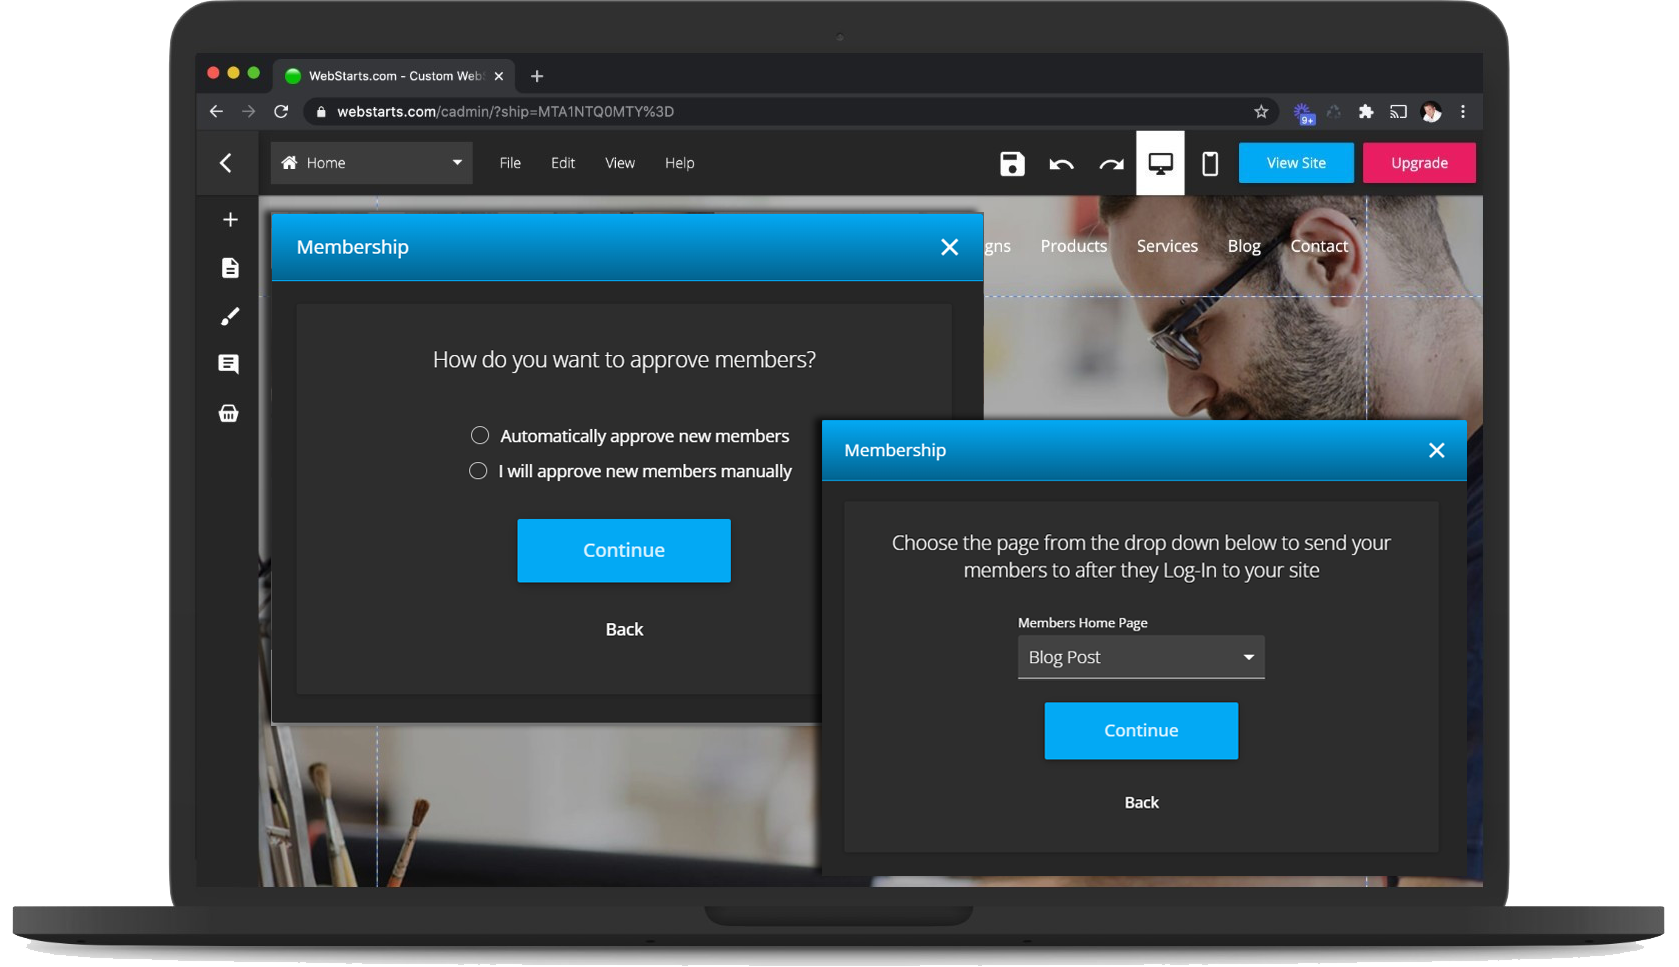 WebStarts.com - Custom Web
webstarts.com/cadmin/?ship=MTA1NTQ0MTY%3D
9+
Home
File
Edit
View
Help
View Site
Upgrade
Membership
gns
Products
Services
Blog
Contact
How do you want to approve members?
Automatically approve new members
I will approve new members manually
Continue
Back
Membership
Choose the page from the drop down below to send your
members to after they Log-In to your site
Members Home Page
Blog Post
Continue
Back